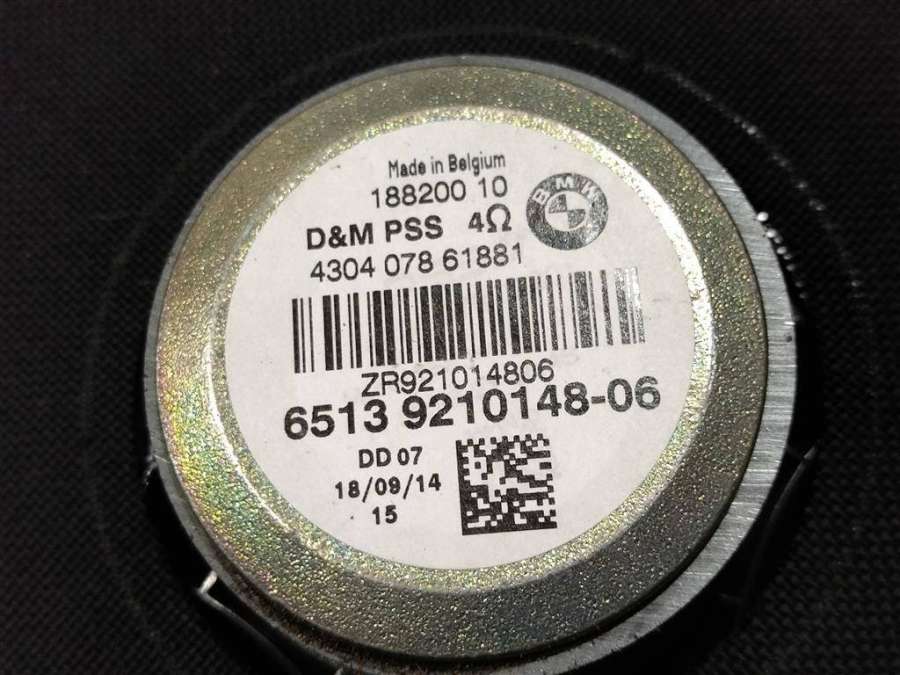 Made in Belgium
188200 10
BMW
D&M PSS 4Ω
4304 078 61881
ZR921014806
6513 9210148-06
DD 07
18/09/14
15